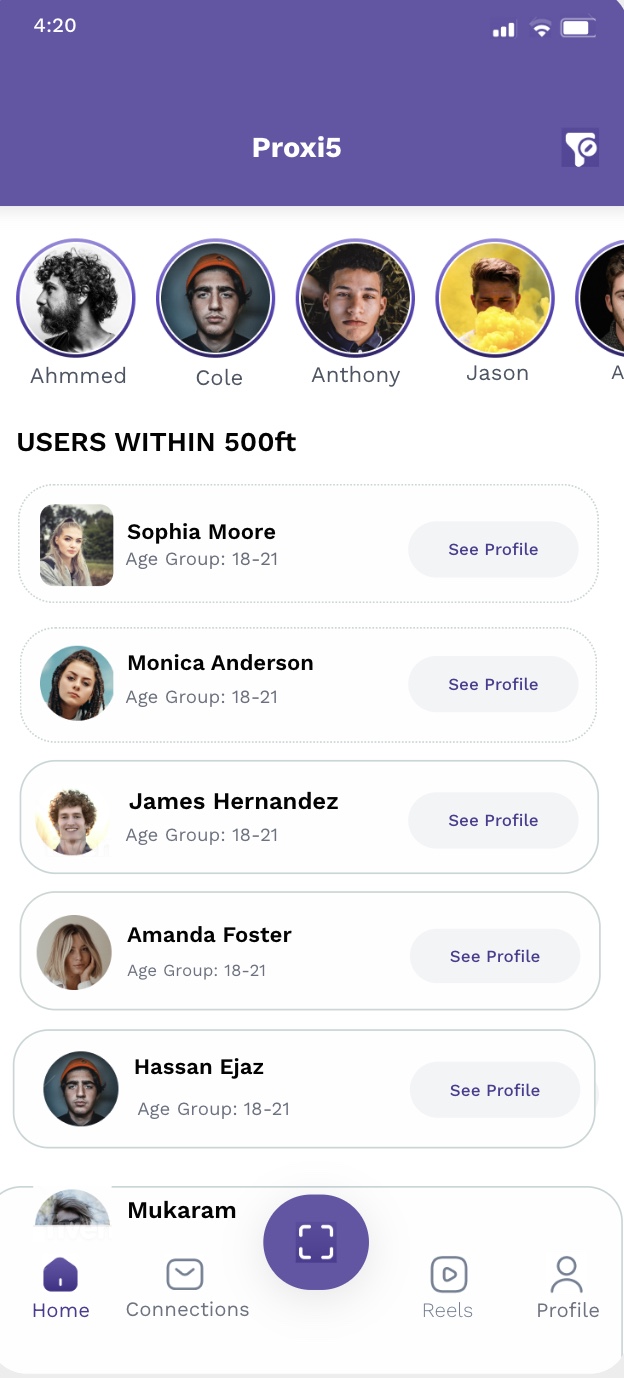 4:20
Proxi5
Ahmmed
Cole
Anthony
Jason
A
USERS WITHIN 500ft
Sophia Moore
Age Group: 18-21
See Profile
Monica Anderson
Age Group: 18-21
See Profile
James Hernandez
Age Group: 18-21
See Profile
Amanda Foster
Age Group: 18-21
See Profile
Hassan Ejaz
Age Group: 18-21
See Profile
Mukaram
Home
Connections
Reels
Profile